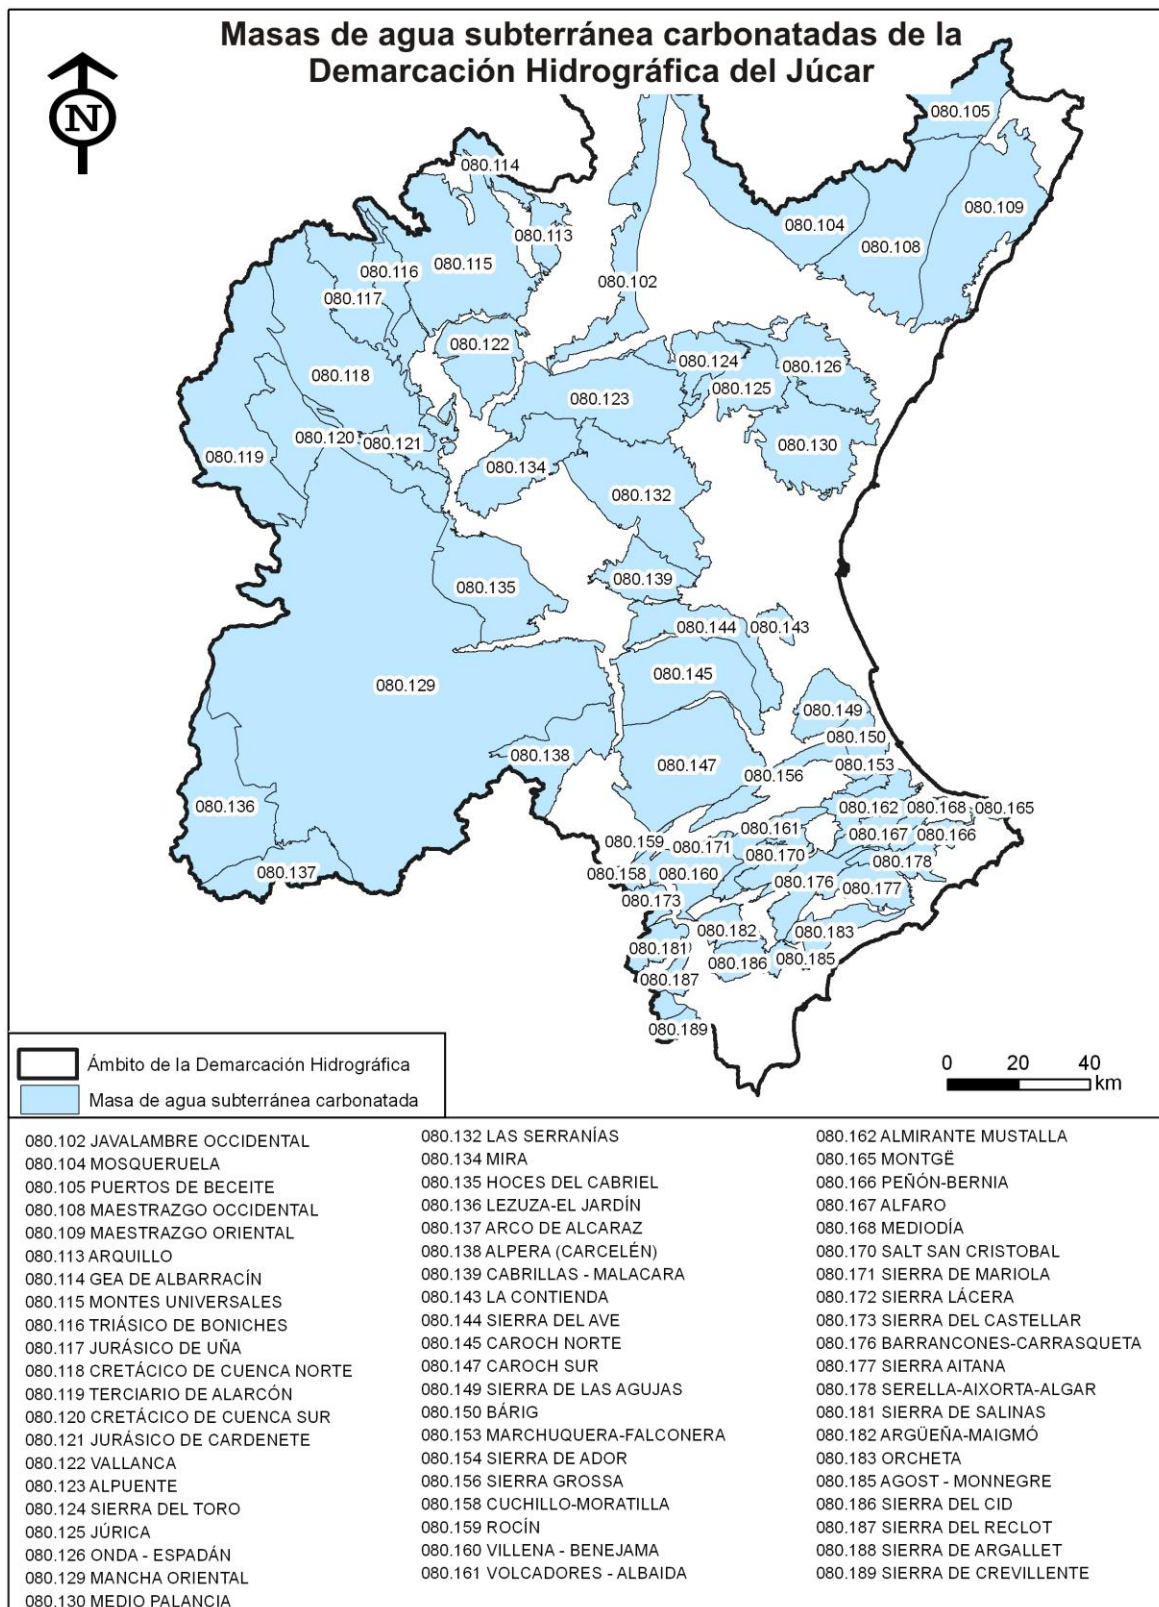 Masas de agua subterránea carbonatadas de la
Demarcación Hidrográfica del Júcar
N
080.105
080.114
080.109
080.104
080.113
080.108
080.115
080.116
080.102
080.117
080.122
080.124
080.126
080.118
080.125
080.123
080.120
080.121
080.130
080.119
080.134
080.132
080.139
080.135
080.144
080.143
080.145
080.129
080.149
080.150
080.138
080.147
080.153
080.156
080.136
080.162
080.168
080.165
080.161
080.167
080.166
080.159
080.171
080.170
080.178
080.137
080.158
080.160
080.176
080.177
080.173
080.182
080.183
080.181
080.186
080.185
080.187
080.189
Ámbito de la Demarcación Hidrográfica
Masa de agua subterránea carbonatada
0 20 40
km
080.102 JAVALAMBRE OCCIDENTAL
080.104 MOSQUERUELA
080.105 PUERTOS DE BECEITE
080.108 MAESTRAZGO OCCIDENTAL
080.109 MAESTRAZGO ORIENTAL
080.113 ARQUILLO
080.114 GEA DE ALBARRACÍN
080.115 MONTES UNIVERSALES
080.116 TRIÁSICO DE BONICHES
080.117 JURÁSICO DE UÑA
080.118 CRETÁCICO DE CUENCA NORTE
080.119 TERCIARIO DE ALARCÓN
080.120 CRETÁCICO DE CUENCA SUR
080.121 JURÁSICO DE CARDENETE
080.122 VALLANCA
080.123 ALPUENTE
080.124 SIERRA DEL TORO
080.125 JÚRICA
080.126 ONDA - ESPADÁN
080.129 MANCHA ORIENTAL
080.130 MEDIO PALANCIA
080.132 LAS SERRANÍAS
080.134 MIRA
080.135 HOCES DEL CABRIEL
080.136 LEZUZA-EL JARDÍN
080.137 ARCO DE ALCARAZ
080.138 ALPERA (CARCELÉN)
080.139 CABRILLAS - MALACARA
080.143 LA CONTIENDA
080.144 SIERRA DEL AVE
080.145 CAROCH NORTE
080.147 CAROCH SUR
080.149 SIERRA DE LAS AGUJAS
080.150 BÁRIG
080.153 MARCHUQUERA-FALCONERA
080.154 SIERRA DE ADOR
080.156 SIERRA GROSSA
080.158 CUCHILLO-MORATILLA
080.159 ROCÍN
080.160 VILLENA - BENEJAMA
080.161 VOLCADORES - ALBAIDA
080.162 ALMIRANTE MUSTALLA
080.165 MONTGË
080.166 PEÑÓN-BERNIA
080.167 ALFARO
080.168 MEDIODÍA
080.170 SALT SAN CRISTOBAL
080.171 SIERRA DE MARIOLA
080.172 SIERRA LÁCERA
080.173 SIERRA DEL CASTELLAR
080.176 BARRANCONES-CARRASQUETA
080.177 SIERRA AITANA
080.178 SERELLA-AIXORTA-ALGAR
080.181 SIERRA DE SALINAS
080.182 ARGÜEÑA-MAIGMÓ
080.183 ORCHETA
080.185 AGOST - MONNEGRE
080.186 SIERRA DEL CID
080.187 SIERRA DEL RECLOT
080.188 SIERRA DE ARGALLET
080.189 SIERRA DE CREVILLENTE